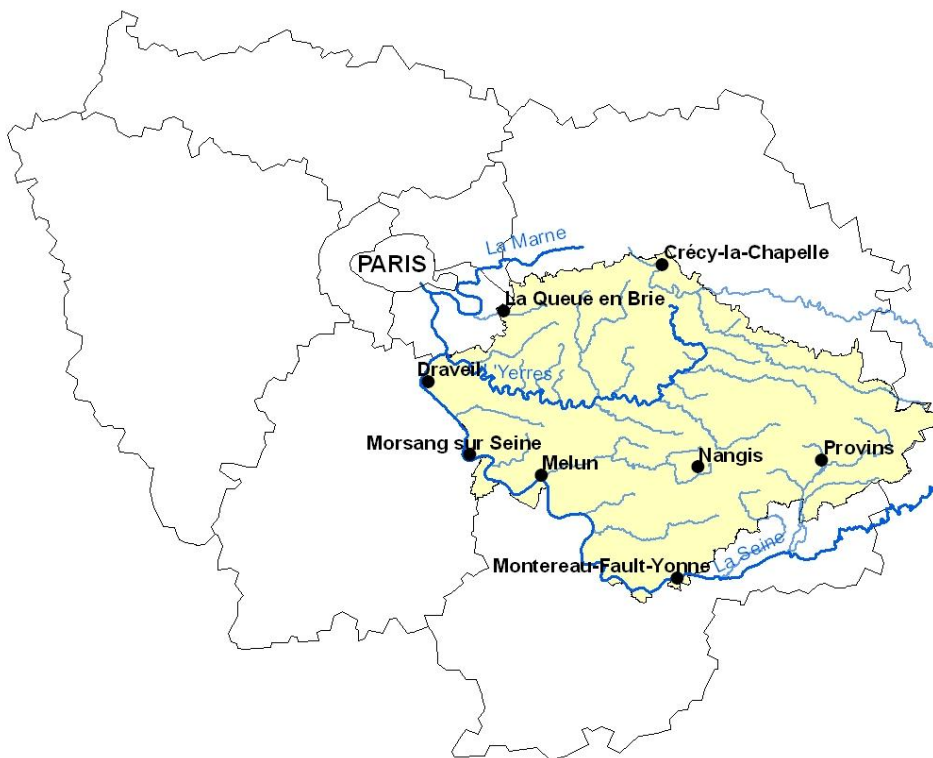 La Marne
Crécy-la-Chapelle
PARIS
La Queue en Brie
Draveil
L'Yerres
Morsang sur Seine
Melun
Nangis
Provins
La Seine
Montereau-Fault-Yonne